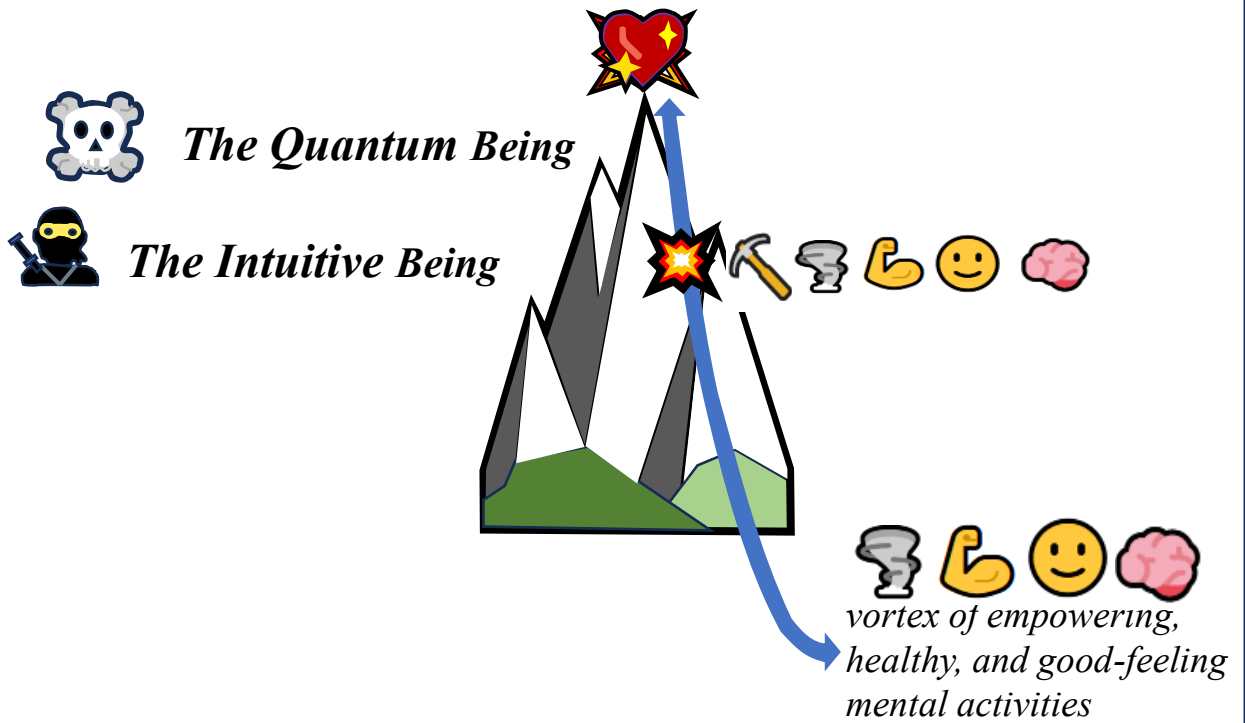 The Quantum Being
The Intuitive Being
vortex of empowering,
healthy, and good-feeling
mental activities